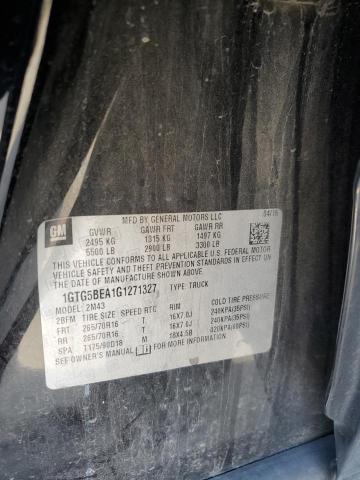 GM
MFD BY GENERAL MOTORS LLC
04/16
GVWR GAWR FRT GAWR RR
2495 KG 1315 KG 1497 KG
5500 LB 2900 LB 3300 LB
THIS VEHICLE CONFORMS TO ALL APPLICABLE U.S. FEDERAL MOTOR
VEHICLE SAFETY AND THEFT PREVENTION STANDARDS IN EFFECT ON THE
DATE OF MANUFACTURE SHOWN ABOVE.
1GTG5BEA1G1271327 TYPE: TRUCK
MODEL: 2M43
2BFM TIRE SIZE SPEED RTG RIM COLD TIRE PRESSURE
FRT 265/70R16 T 16X7.0J 240KPA(35PSI)
RR 265/70R16 T 16X7.0J 240KPA(35PSI)
SPA T175/80D18 M 18X4.5B 420KPA(60PSI)
SEE OWNER'S MANUAL FOR ADDITIONAL INFORMATION.